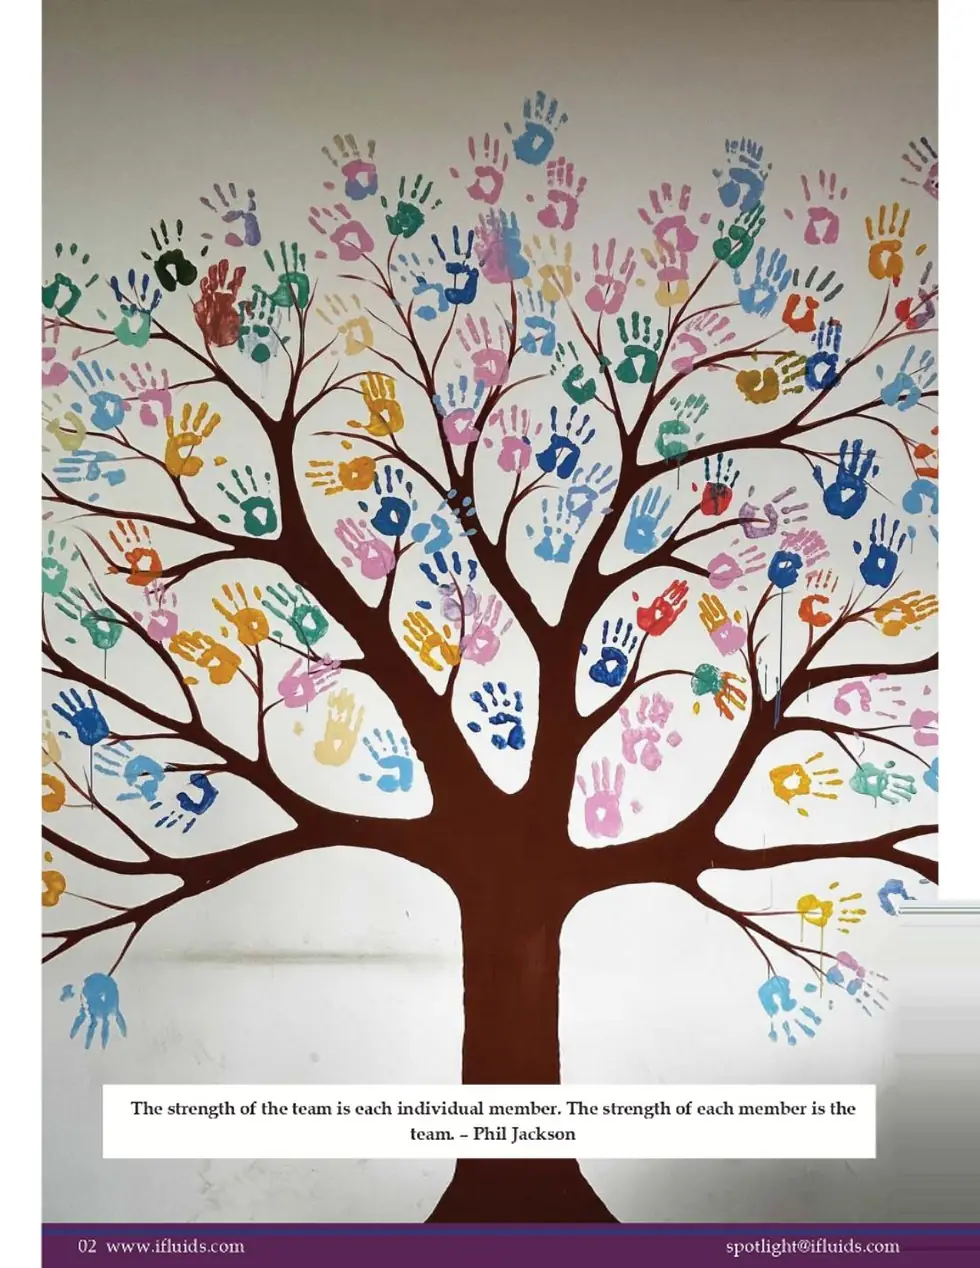 The strength of the team is each individual member. The strength of each member is the
team. – Phil Jackson
02 www.ifluids.com
spotlight@ifluids.com